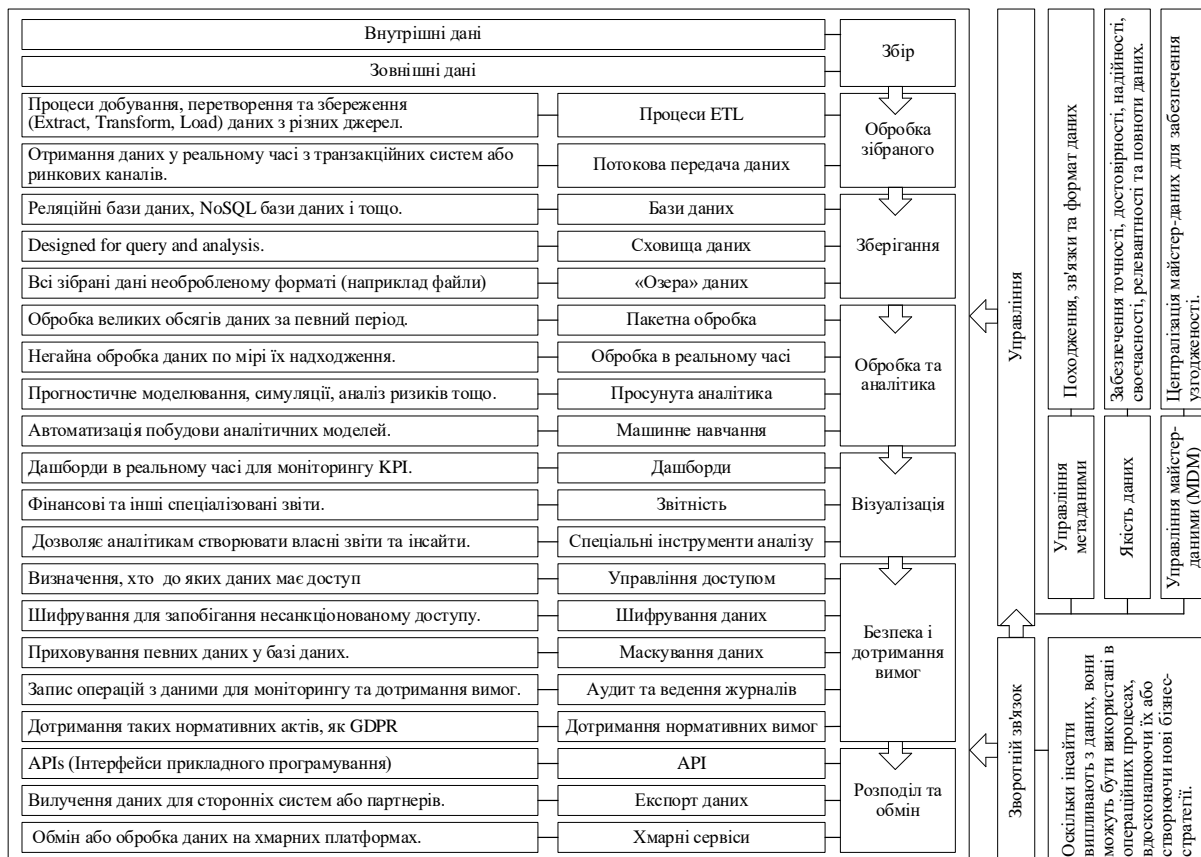 Внутрішні дані
Зовнішні дані
Збір
Процеси добування, перетворення та збереження
(Extract, Transform, Load) даних з різних джерел.
Процеси ETL
Отримання даних у реальному часі з транзакційних систем або
ринкових каналів.
Потокова передача даних
Обробка
зібраного
Реляційні бази даних, NoSQL бази даних і тощо.
Бази даних
Designed for query and analysis.
Сховища даних
Всі зібрані дані необробленому форматі (наприклад файли)
«Озера» даних
Зберігання
Обробка великих обсягів даних за певний період.
Пакетна обробка
Негайна обробка даних по мірі їх надходження.
Обробка в реальному часі
Прогностичне моделювання, симуляції, аналіз ризиків тощо.
Просунута аналітика
Автоматизація побудови аналітичних моделей.
Машинне навчання
Обробка та
аналітика
Дашборди в реальному часі для моніторингу KPI.
Дашборди
Фінансові та інші спеціалізовані звіти.
Звітність
Дозволяє аналітикам створювати власні звіти та інсайти.
Спеціальні інструменти аналізу
Візуалізація
Визначення, хто до яких даних має доступ
Управління доступом
Шифрування для запобігання несанкціонованому доступу.
Шифрування даних
Приховування певних даних у базі даних.
Маскування даних
Запис операцій з даними для моніторингу та дотримання вимог.
Аудит та ведення журналів
Дотримання таких нормативних актів, як GDPR
Дотримання нормативних вимог
Безпека і
дотримання
вимог
APIs (Інтерфейси прикладного програмування)
API
Вилучення даних для сторонніх систем або партнерів.
Експорт даних
Обмін або обробка даних на хмарних платформах.
Хмарні сервіси
Розподіл та
обмін
Управління
Походження, зв'язки та формат даних
Управління
метаданими
Забезпечення точності, достовірності, надійності,
своєчасності, релевантності та повноти даних.
Якість даних
Централізація майстер-даних для забезпечення
узгодженості.
Управління майстер-
даними (MDM)
Зворотній зв'язок
Оскільки інсайти
випливають з даних, вони
можуть бути використані в
операційних процесах,
вдосконалюючи їх або
створюючи нові бізнес-
стратегії.